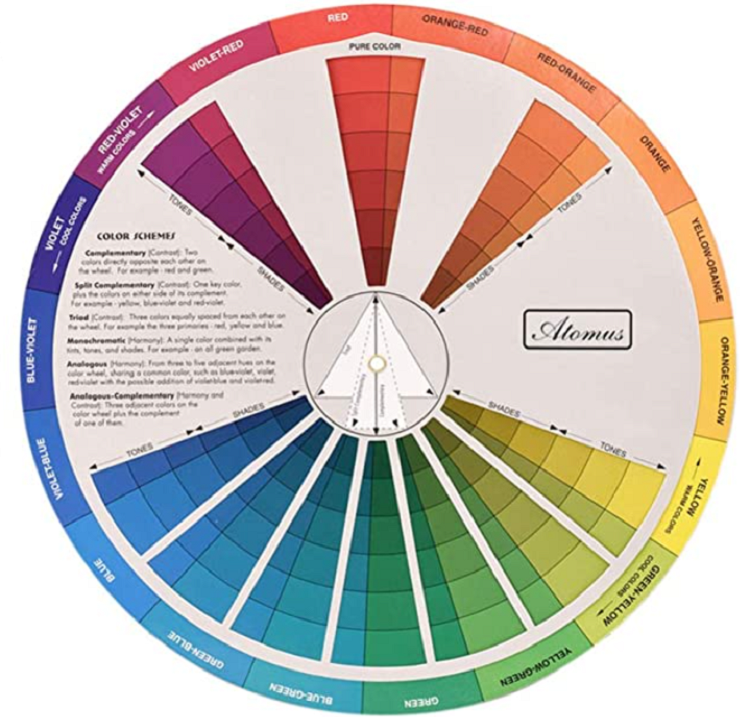 RED
ORANGE-RED
RED-ORANGE
ORANGE
YELLOW-ORANGE
ORANGE-YELLOW
YELLOW
WARM COLORS
GREEN-YELLOW
COOL COLORS
YELLOW-GREEN
GREEN
BLUE-GREEN
GREEN-BLUE
BLUE
VIOLET-BLUE
BLUE-VIOLET
VIOLET
COOL COLORS
RED-VIOLET
WARM COLORS
VIOLET-RED
PURE COLOR
TONES
SHADES
TONES
SHADES
COLOR SCHEMES
Complementary (Contrast): Two
colors directly opposite each other on
the wheel. For example - red and green.
Split Complementary (Contrast): One key color,
plus the colors on either side of its complement.
For example - yellow, blue-violet and red-violet.
Triad (Contrast): Three colors equally spaced from each other on
the wheel. For example the three primaries - red, yellow and blue.
Monochromatic (Harmony): A single color combined with its
tints, tones, and shades. For example - an all green garden.
Analogous (Harmony): From three to five adjacent hues on the
color wheel, sharing a common color, such as blue-violet, violet,
red-violet with the possible addition of violet-blue and violet-red.
Analogous-Complementary (Harmony and
Contrast): Three adjacent colors on the
color wheel plus the complement
of one of them.
Atomus
TONES
SHADES
SHADES
TONES